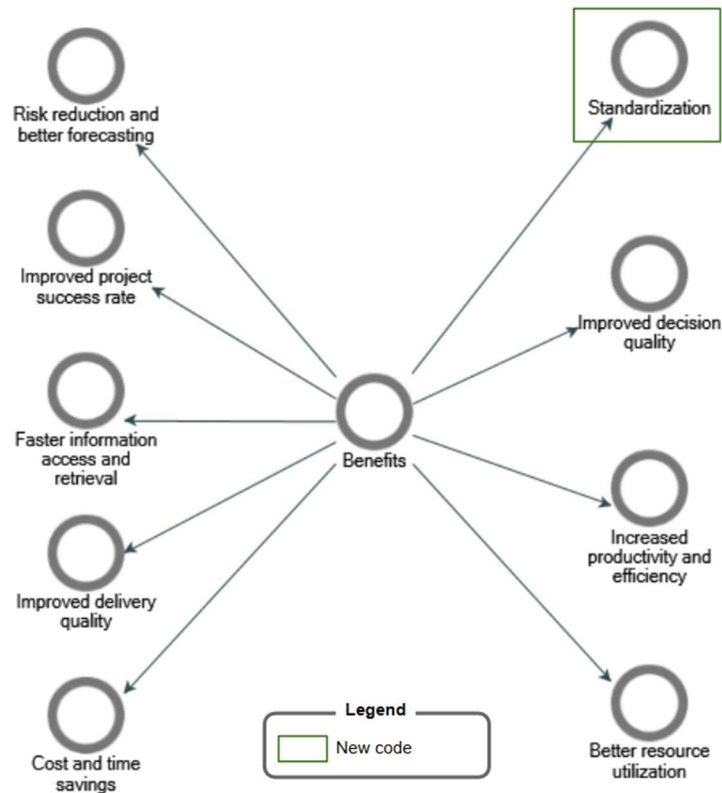 Risk reduction and
better forecasting
Standardization
Improved project
success rate
Improved decision
quality
Faster information
access and
retrieval
Benefits
Increased
productivity and
efficiency
Improved delivery
quality
Cost and time
savings
Better resource
utilization
Legend
New code